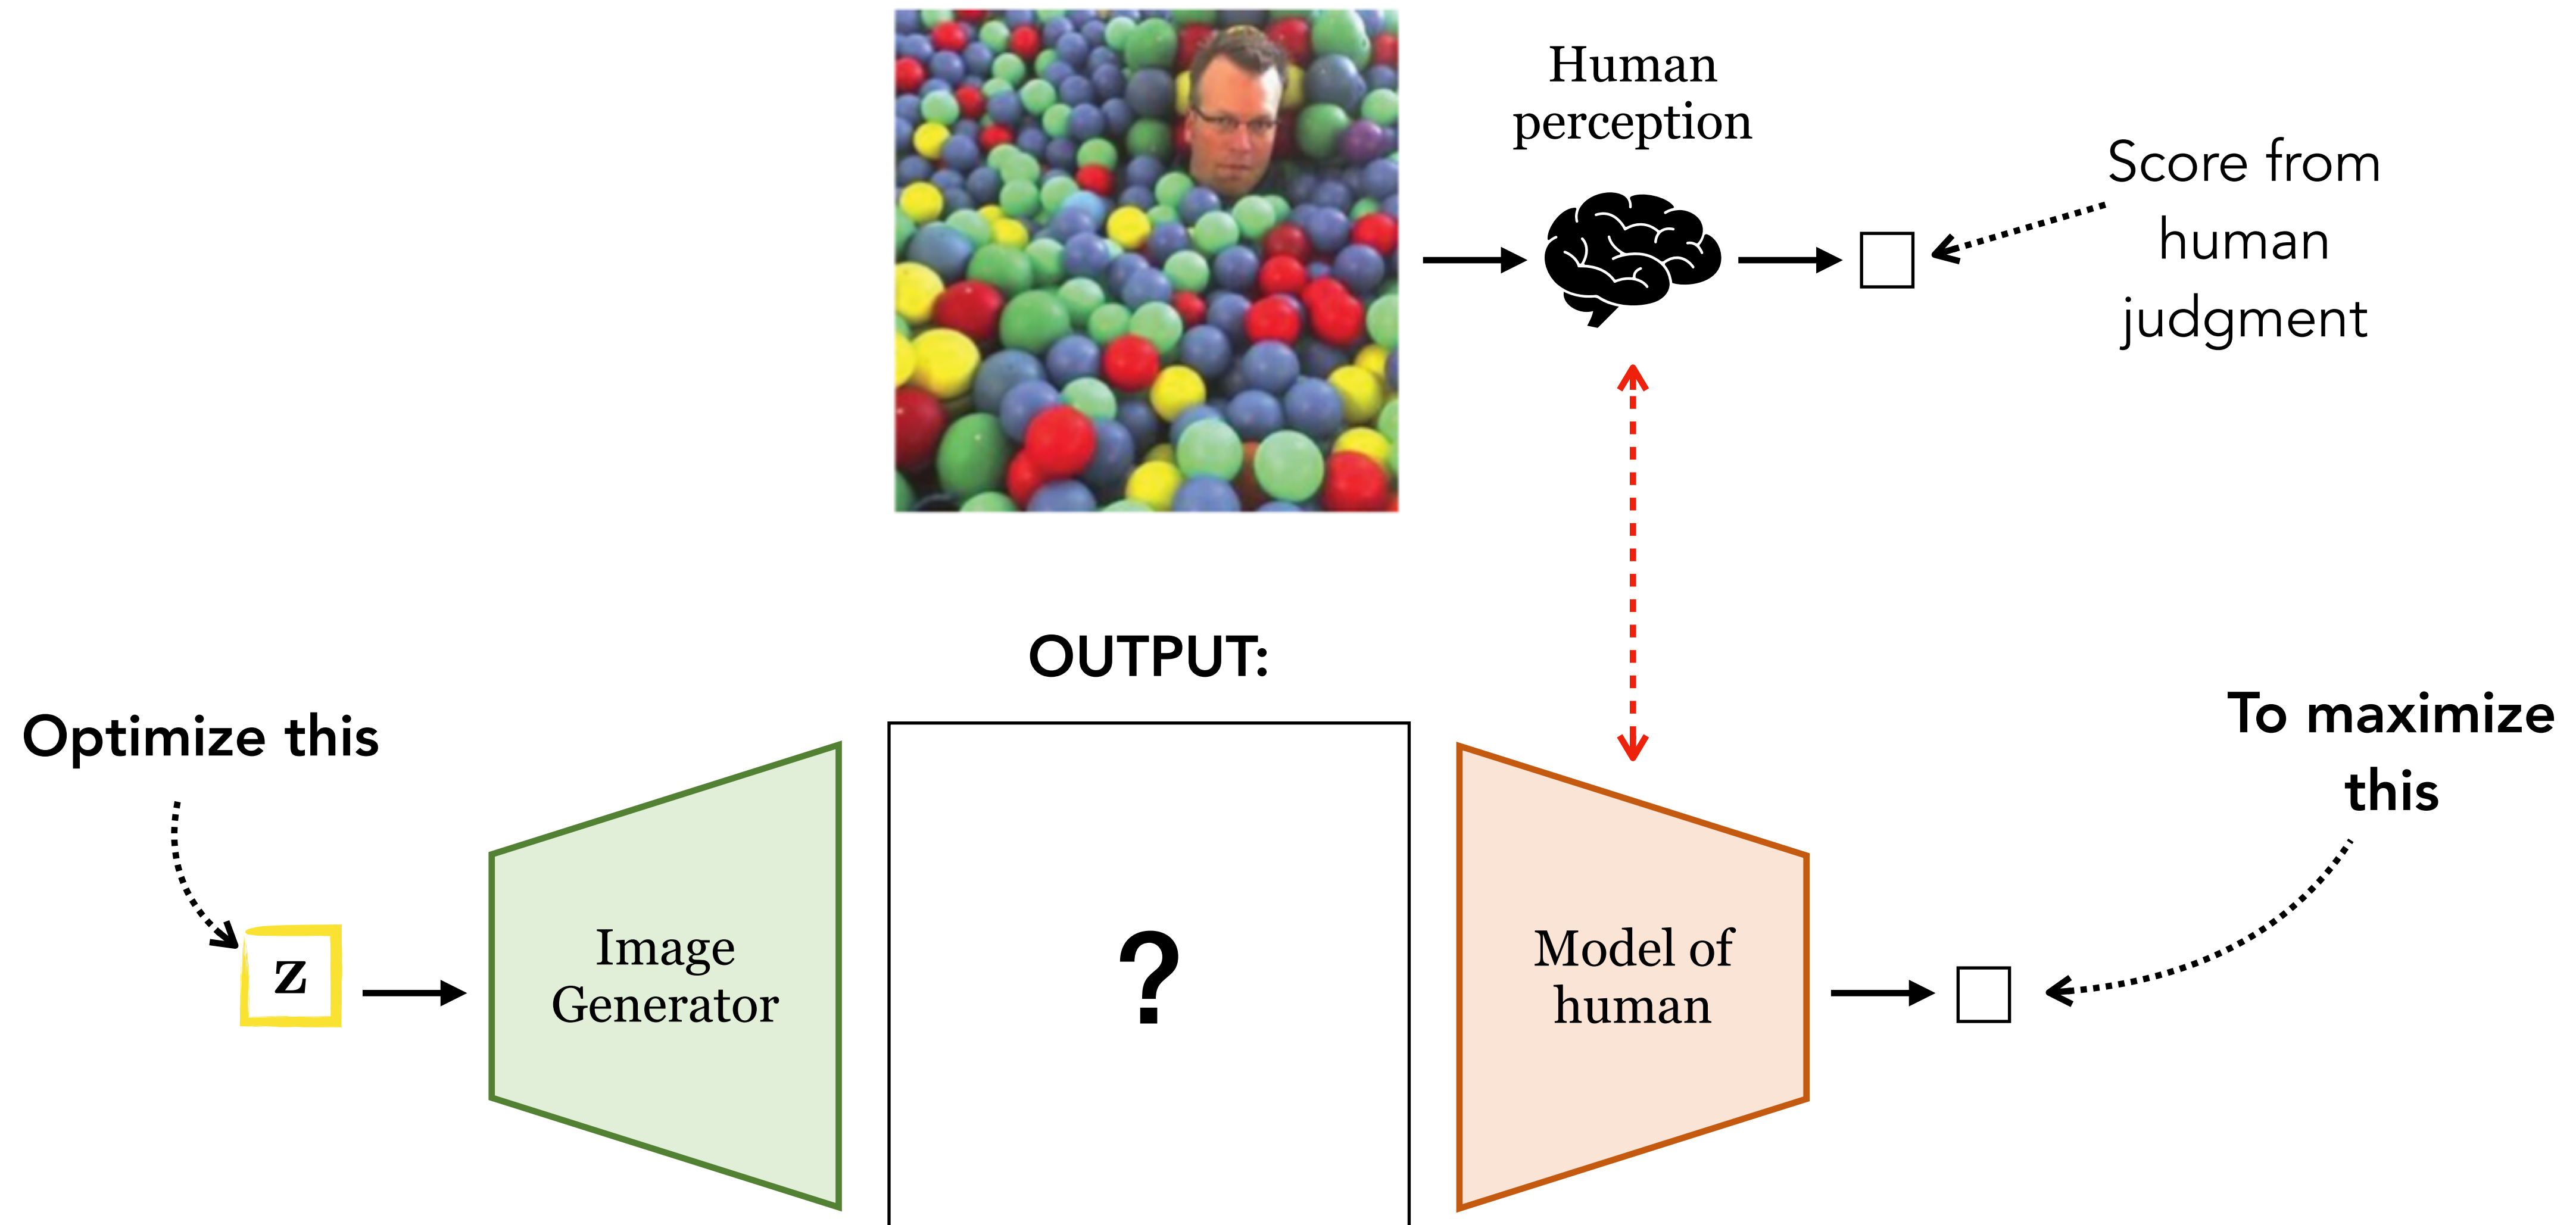 Human
perception
Score from
human
judgment
OUTPUT:
Optimize this
To maximize
this
z
Image
Generator
?
Model of
human